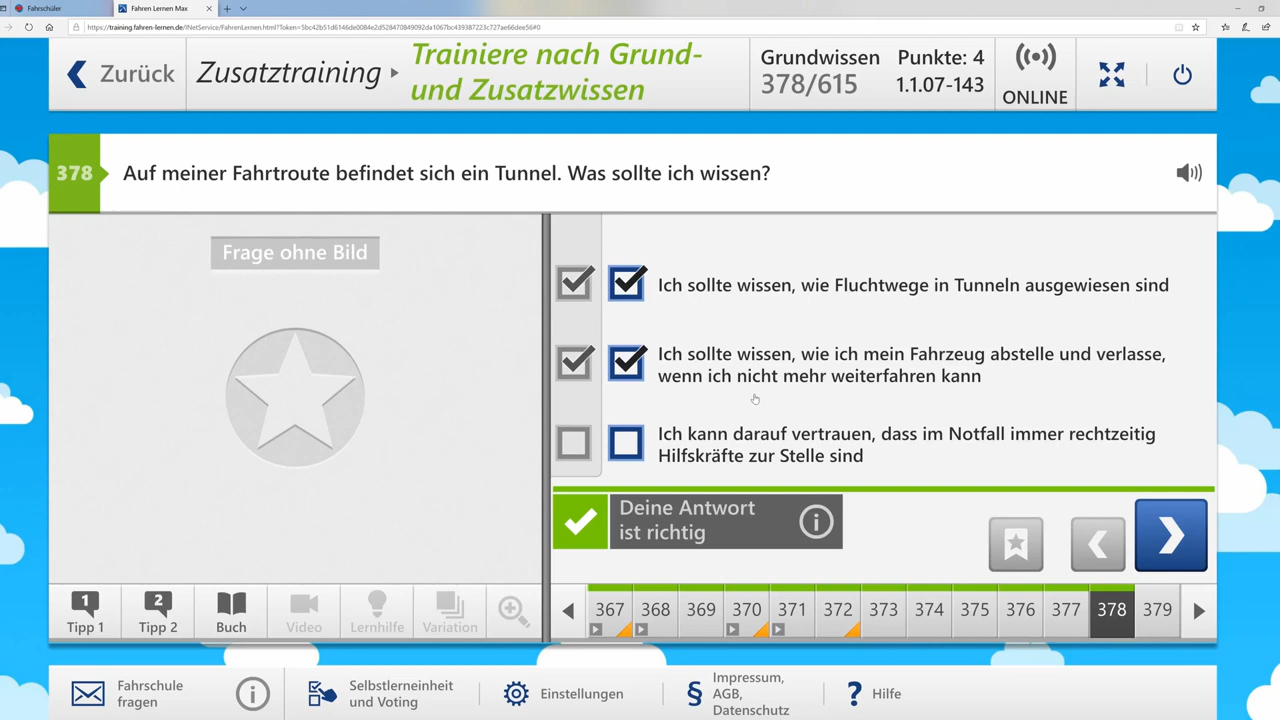 Fahrschüler
Fahren Lernen Max
https://training.fahren-lernen.de/INetService/FahrenLernen.html?Token=5bc42b51d6146de0084e2d528470849092da1067bc439387223c727ae66dee56#0
Zurück
Zusatztraining
Trainiere nach Grund-
und Zusatzwissen
Grundwissen
378/615
Punkte: 4
1.1.07-143
ONLINE
378
Auf meiner Fahrtroute befindet sich ein Tunnel. Was sollte ich wissen?
Frage ohne Bild
Ich sollte wissen, wie Fluchtwege in Tunneln ausgewiesen sind
Ich sollte wissen, wie ich mein Fahrzeug abstelle und verlasse,
wenn ich nicht mehr weiterfahren kann
Ich kann darauf vertrauen, dass im Notfall immer rechtzeitig
Hilfskräfte zur Stelle sind
Deine Antwort
ist richtig
1
Tipp 1
2
Tipp 2
Buch
Video
Lernhilfe
Variation
367 368 369 370 371 372 373 374 375 376 377 378 379
Fahrschule
fragen
Selbstlerneinheit
und Voting
Einstellungen
§
Impressum,
AGB,
Datenschutz
?
Hilfe